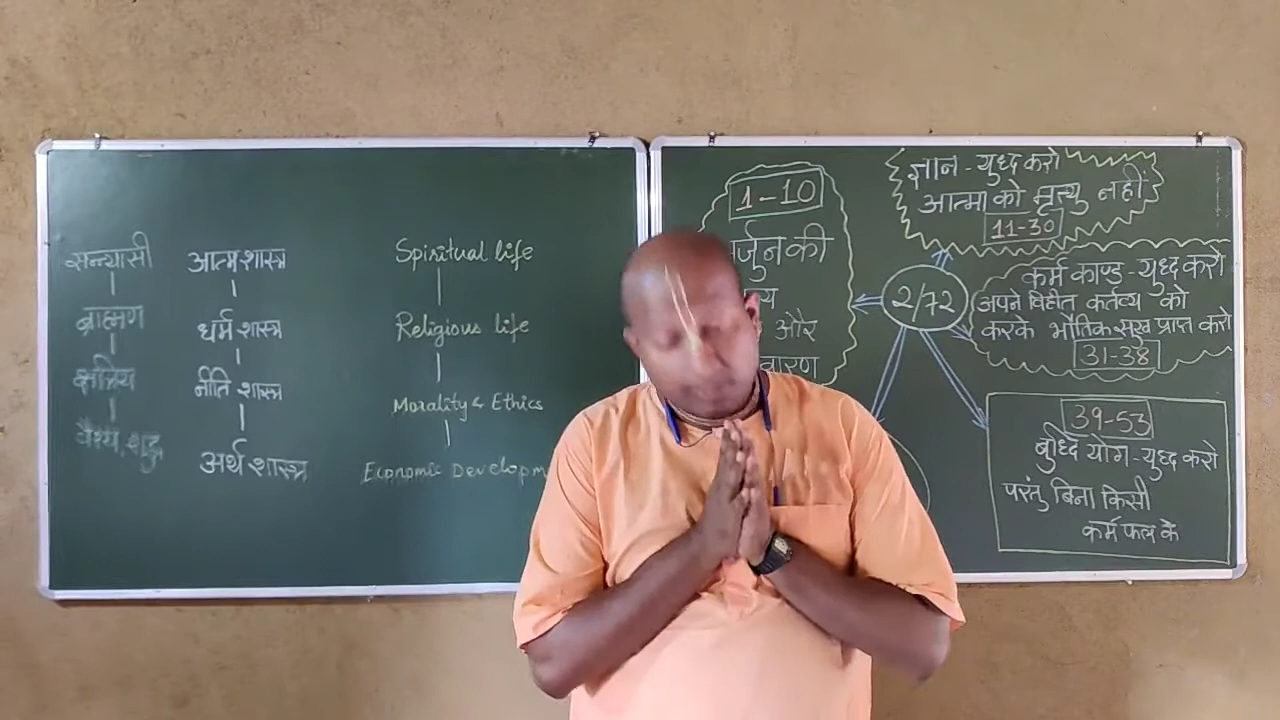 सन्यासी आत्म शास्त्र Spiritual life
ब्राह्मण धर्म शास्त्र Religious life
क्षत्रिय नीति शास्त्र Morality & Ethics
वैश्य, शूद्र अर्थ शास्त्र Economic Developm
1-10
र्जुन की
और
2/72
ज्ञान - युध्द करो
आत्मा को मृत्यु नहीं
11-30
कर्म काण्ड - युध्द करो
अपने विहीत कर्तव्य को
करके भौतिक सुख प्राप्त करो
31-38
39-53
बुध्दि योग - युध्द करो
परंतु बिना किसी
कर्म फल के